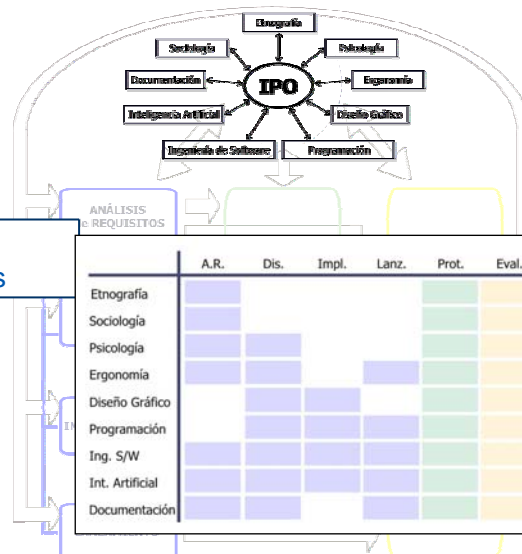 Etnografía
Sociología
Psicología
Documentación
IPO
Ergonomía
Inteligencia Artificial
Diseño Gráfico
Ingeniería de Software
Programación
ANÁLISIS
REQUISITOS
A.R. Dis. Impl. Lanz. Prot. Eval.
Etnografía
Sociología
Psicología
Ergonomía
Diseño Gráfico
Programación
Ing. S/W
Int. Artificial
Documentación